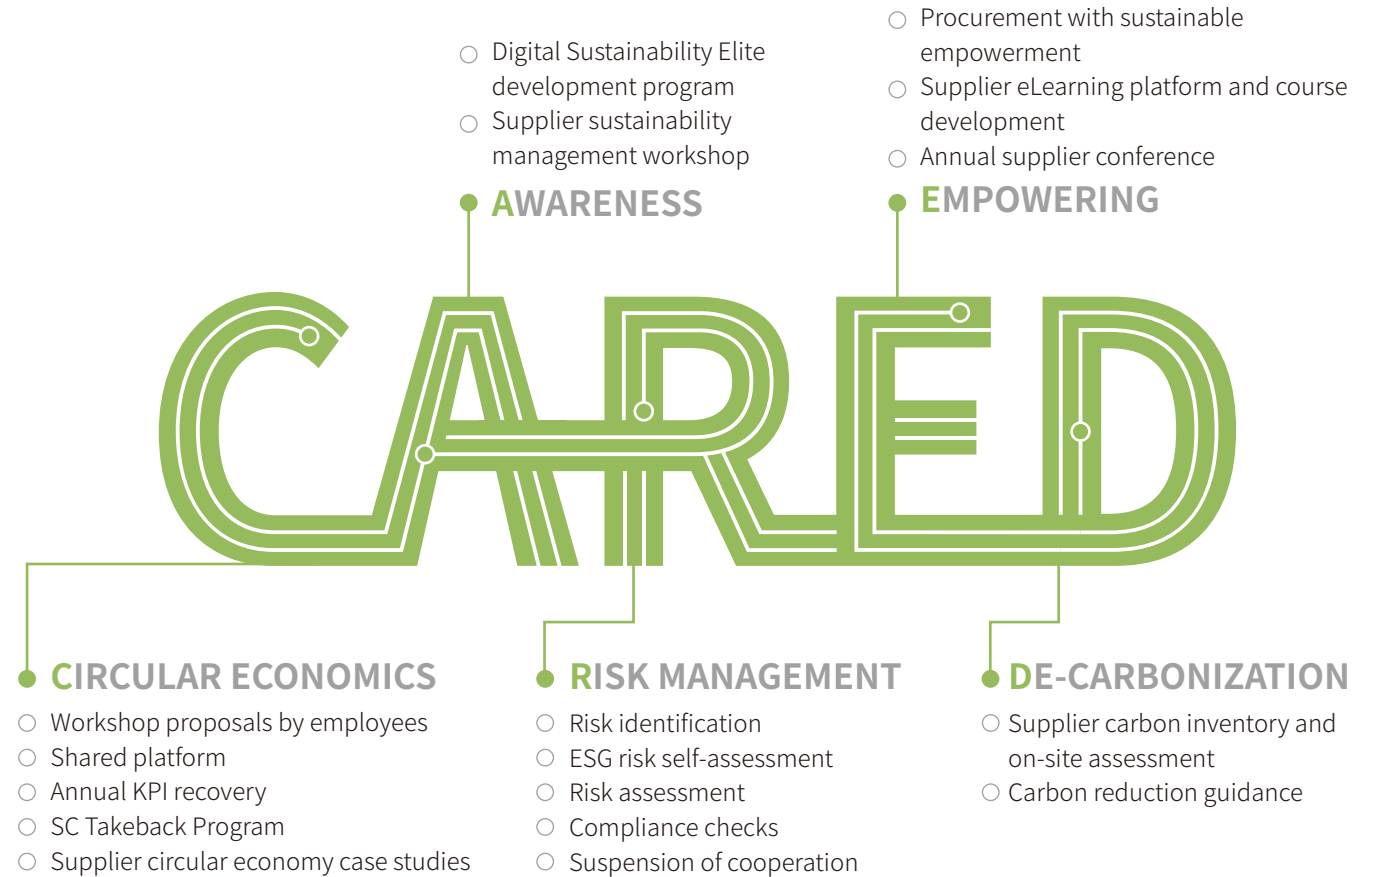 Digital Sustainability Elite
development program
Supplier sustainability
management workshop
AWARENESS
Procurement with sustainable
empowerment
Supplier eLearning platform and course
development
Annual supplier conference
EMPOWERING
CARED
CIRCULAR ECONOMICS
Workshop proposals by employees
Shared platform
Annual KPI recovery
SC Takeback Program
Supplier circular economy case studies
RISK MANAGEMENT
Risk identification
ESG risk self-assessment
Risk assessment
Compliance checks
Suspension of cooperation
DE-CARBONIZATION
Supplier carbon inventory and
on-site assessment
Carbon reduction guidance